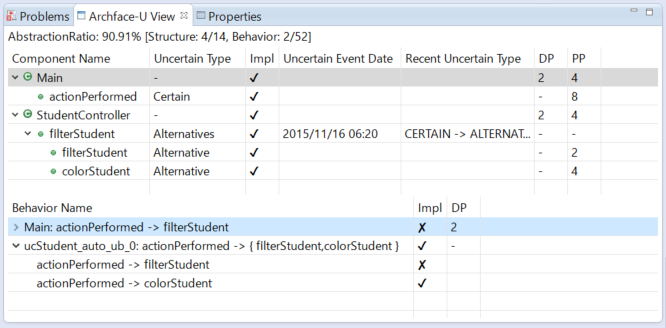 Problems Archface-U View Properties
AbstractionRatio: 90.91% [Structure: 4/14, Behavior: 2/52]
Component Name Uncertain Type Impl Uncertain Event Date Recent Uncertain Type DP PP
Main - ✓ 2 4
actionPerformed Certain ✓ - 8
StudentController - ✓ 2 4
filterStudent Alternatives ✓ 2015/11/16 06:20 CERTAIN -> ALTERNAT... - -
filterStudent Alternative ✓ - 2
colorStudent Alternative ✓ - 4
Behavior Name Impl DP
Main: actionPerformed -> filterStudent ✗ 2
ucStudent_auto_ub_0: actionPerformed -> { filterStudent,colorStudent } ✓ -
actionPerformed -> filterStudent ✗
actionPerformed -> colorStudent ✓